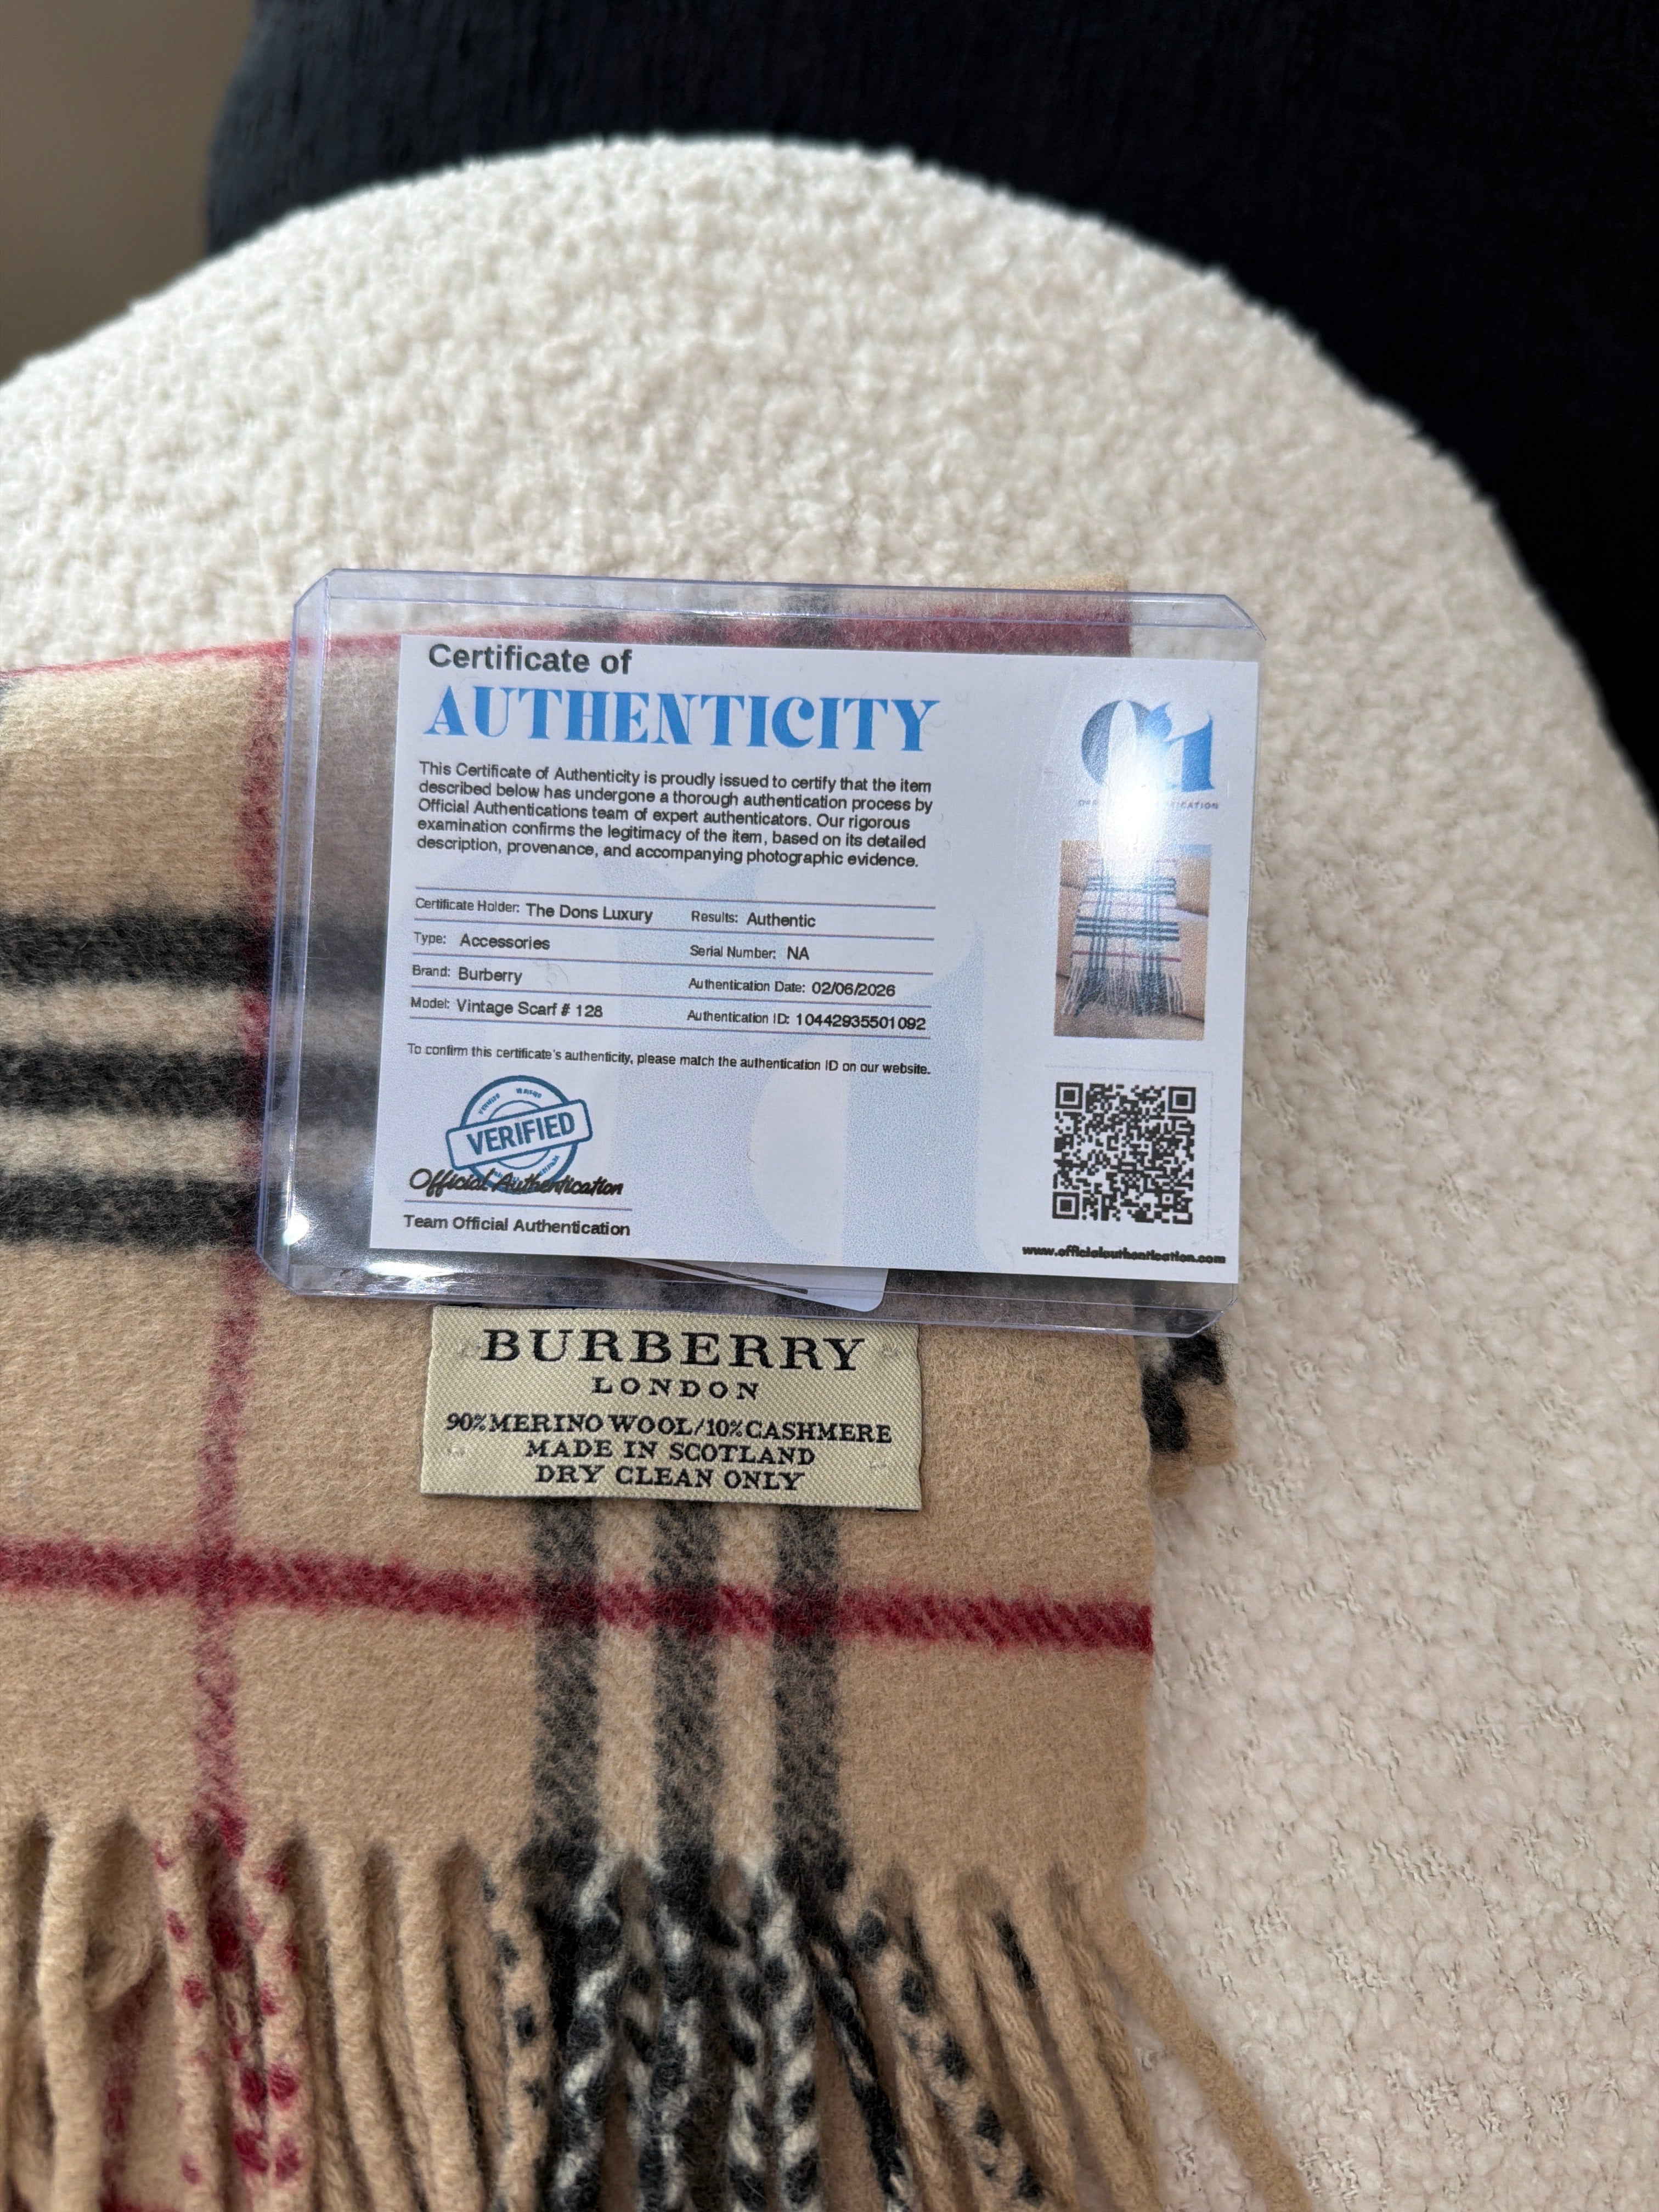 Certificate of
AUTHENTICITY
This Certificate of Authenticity is proudly issued to certify that the item
described below has undergone a thorough authentication process by
Official Authentications team of expert authenticators. Our rigorous
examination confirms the legitimacy of the item, based on its detailed
description, provenance, and accompanying photographic evidence.
Certificate Holder: The Dons Luxury
Results: Authentic
Type: Accessories
Serial Number: NA
Brand: Burberry
Authentication Date: 02/06/2026
Model: Vintage Scarf # 128
Authentication ID: 10442935501092
To confirm this certificate's authenticity, please match the authentication ID on our website.
VERIFIED
Official Authentication
Team Official Authentication
www.officialauthentication.com
BURBERRY
LONDON
90% MERINO WOOL/10% CASHMERE
MADE IN SCOTLAND
DRY CLEAN ONLY